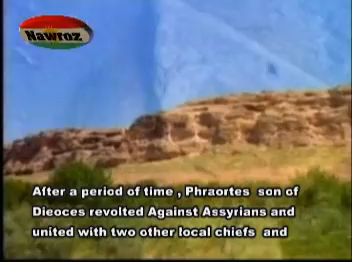 Nawroz
After a period of time , Phraortes son of
Dieoces revolted Against Assyrians and
united with two other local chiefs and